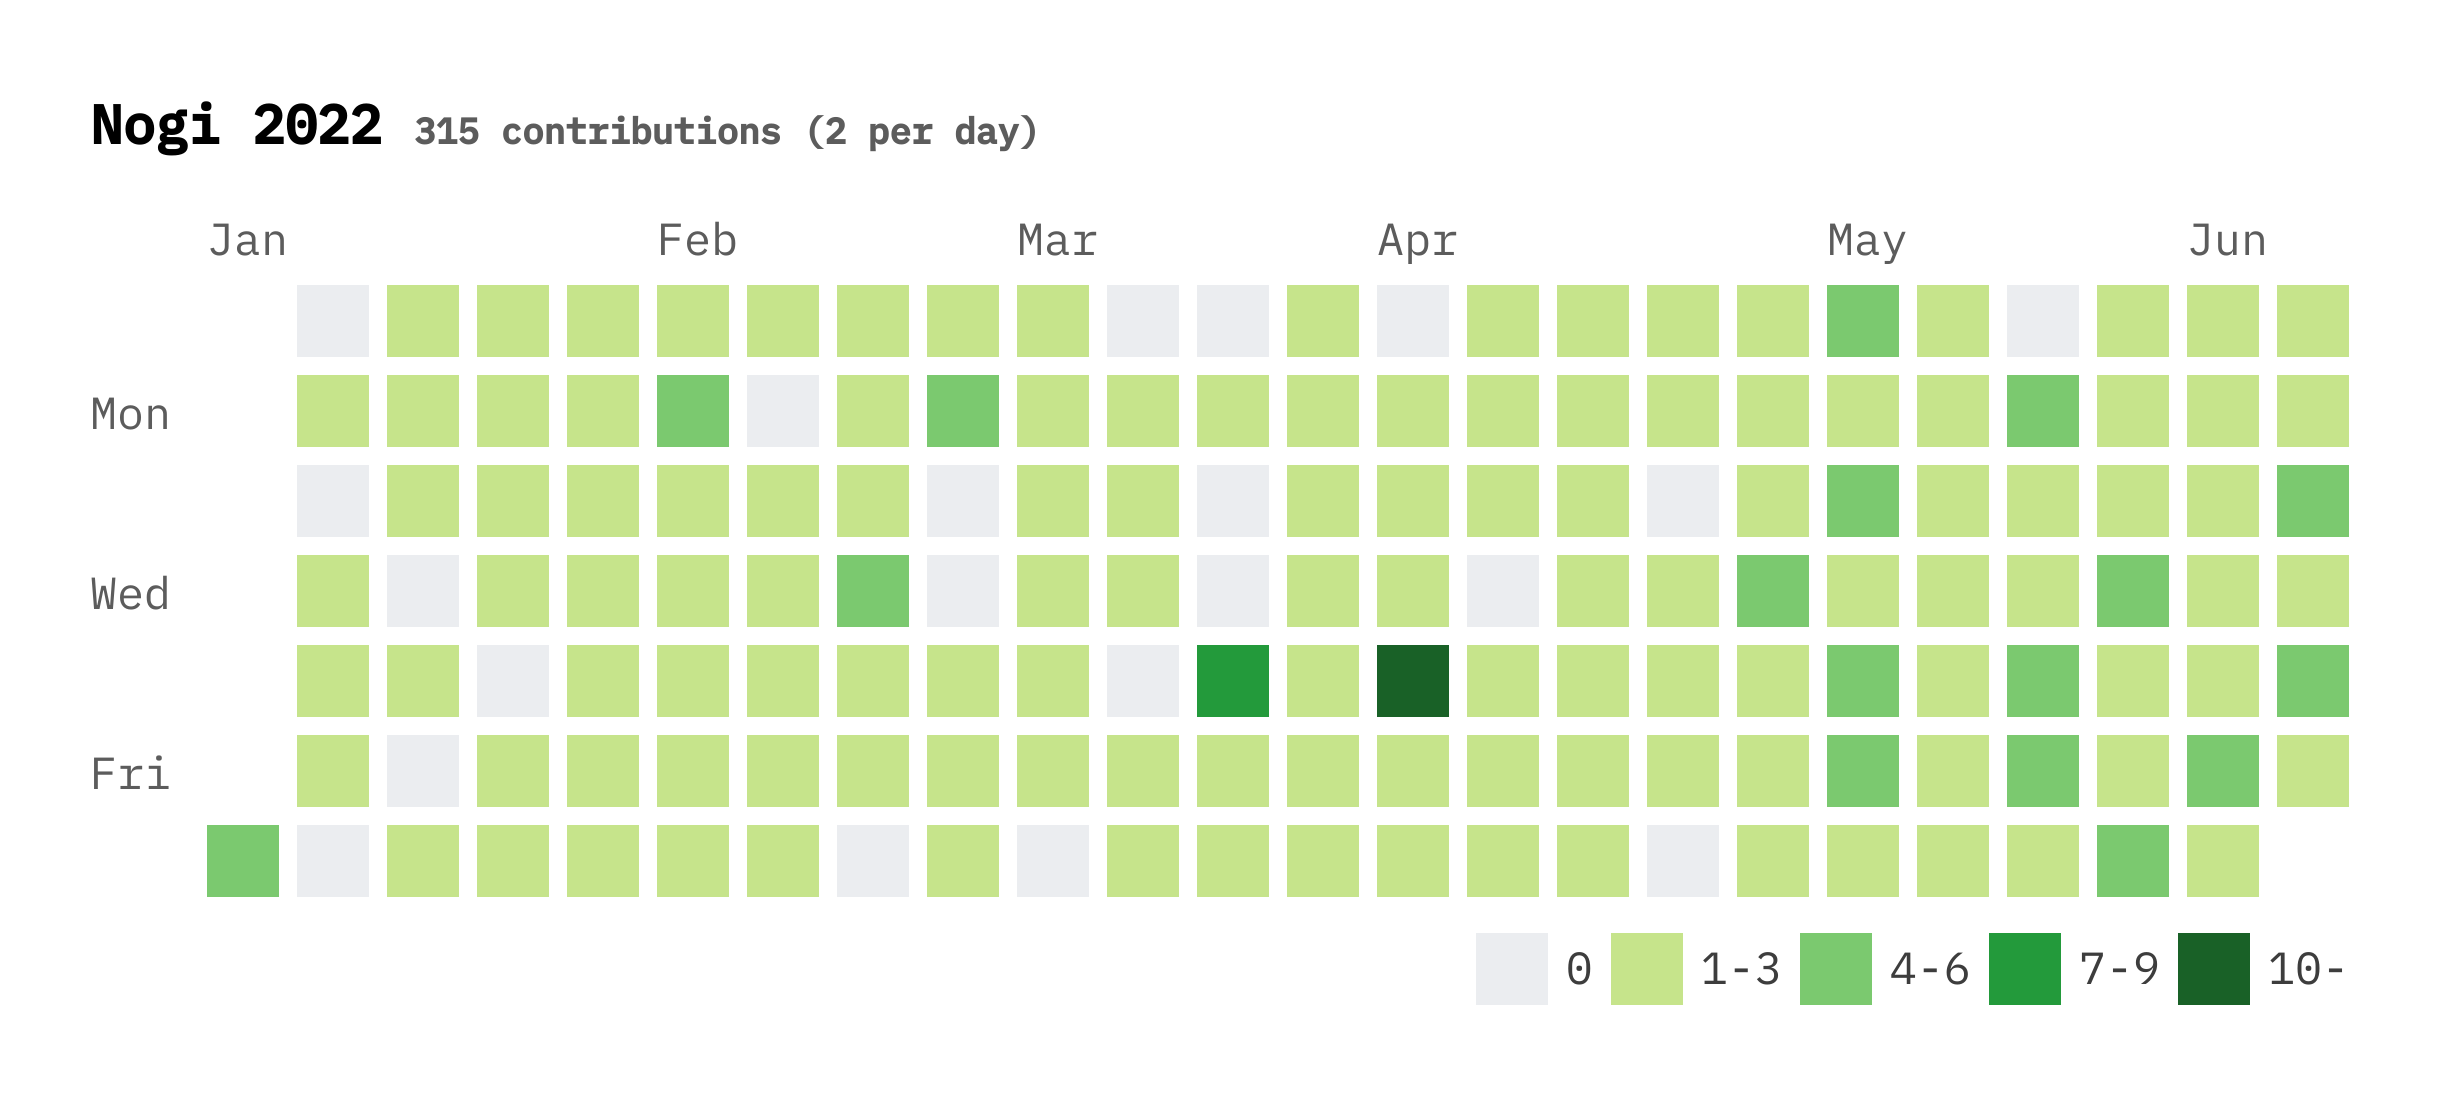 Nogi 2022 315 contributions (2 per day)
Jan Feb Mar Apr May Jun
Mon
Wed
Fri
0 1-3 4-6 7-9 10-